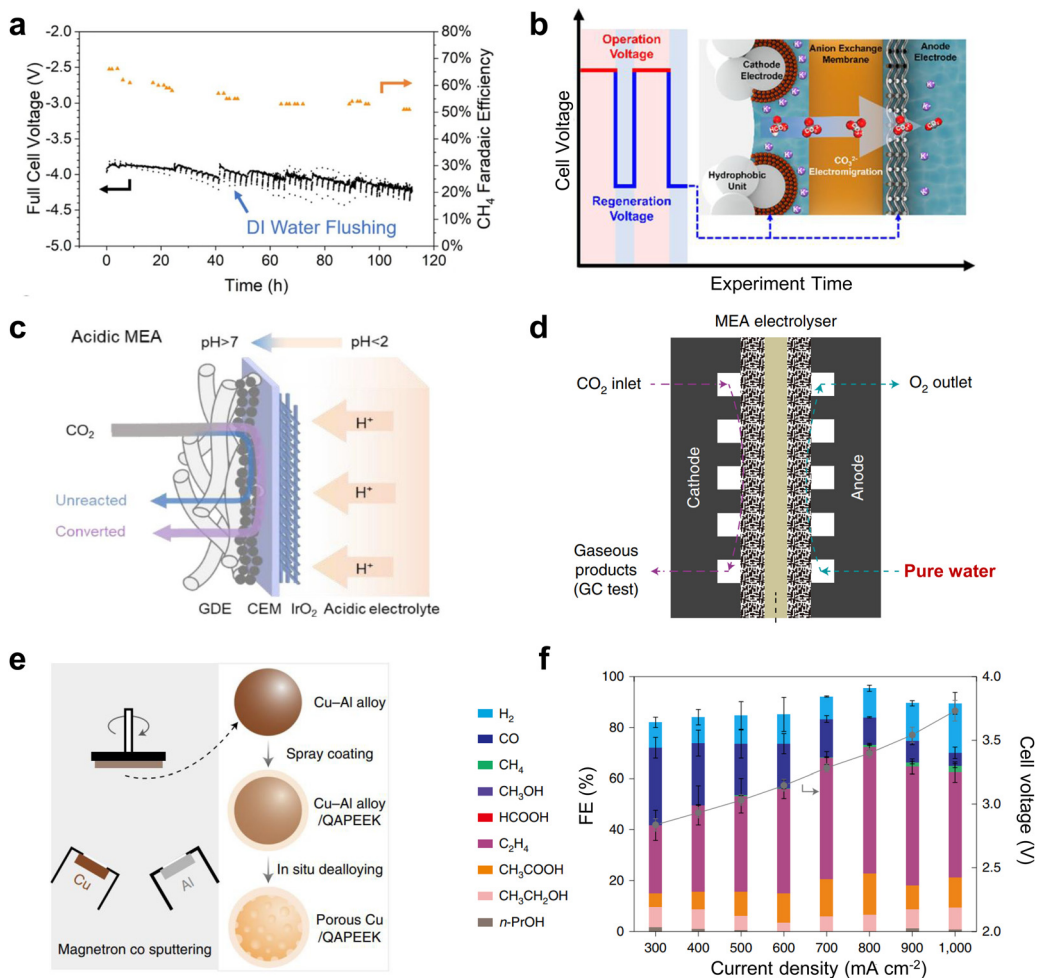 a
-2.0
-2.5
-3.0
-3.5
-4.0
-4.5
-5.0
Full Cell Voltage (V)
80%
70%
60%
50%
40%
30%
20%
10%
0%
CH₄ Faradaic Efficiency
DI Water Flushing
0 20 40 60 80 100 120
Time (h)
b
Cell Voltage
Operation
Voltage
Regeneration
Voltage
Cathode
Electrode
Anion Exchange
Membrane
Anode
Electrode
Hydrophobic
Unit
CO₃²⁻
Electromigration
Experiment Time
c
Acidic MEA
pH>7
pH<2
CO₂
Unreacted
Converted
H⁺
H⁺
H⁺
GDE CEM IrO₂ Acidic electrolyte
d
MEA electrolyser
CO₂ inlet
O₂ outlet
Cathode
Anode
Gaseous
products
(GC test)
Pure water
e
Cu–Al alloy
Spray coating
Cu–Al alloy
/QAPEEK
In situ dealloying
Porous Cu
/QAPEEK
Cu
Al
Magnetron co sputtering
f
H₂
CO
CH₄
CH₃OH
HCOOH
C₂H₄
CH₃COOH
CH₃CH₂OH
n-PrOH
100
80
60
40
20
0
FE (%)
4.0
3.5
3.0
2.5
2.0
Cell voltage (V)
300 400 500 600 700 800 900 1,000
Current density (mA cm⁻²)